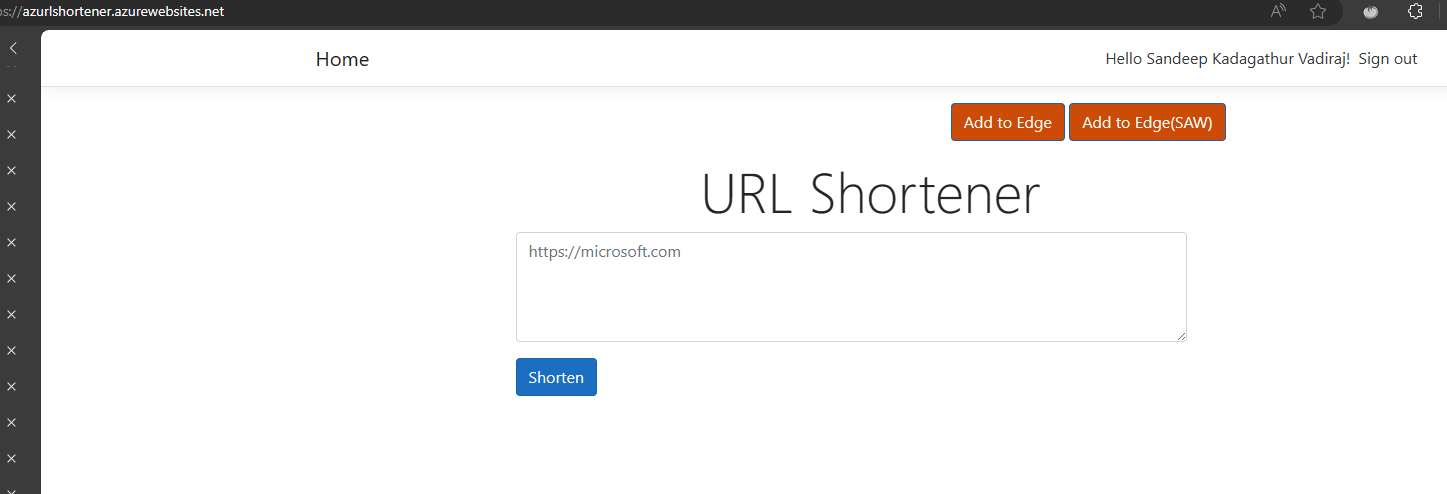 s://azurlshortener.azurewebsites.net
Home
Hello Sandeep Kadagathur Vadiraj! Sign out
Add to Edge Add to Edge(SAW)
URL Shortener
https://microsoft.com
Shorten